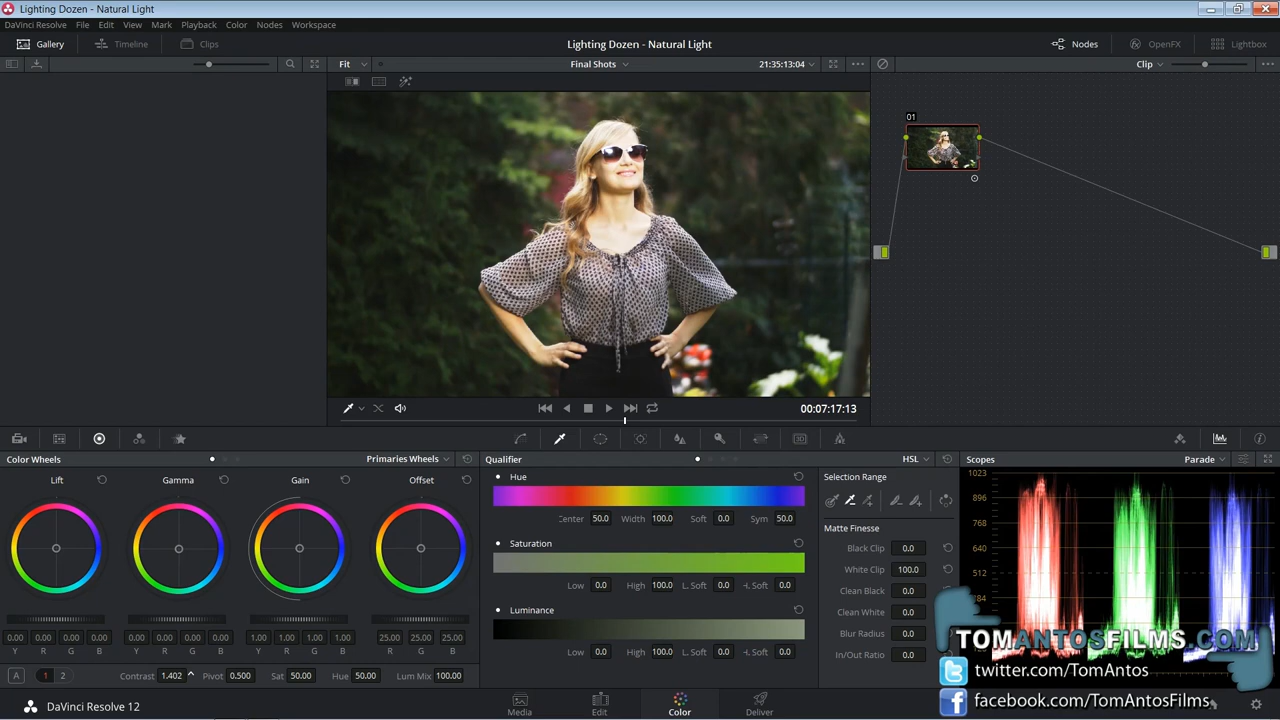 Lighting Dozen - Natural Light
DaVinci Resolve File Edit View Mark Playback Color Nodes Workspace
Gallery Timeline Clips Lighting Dozen - Natural Light Nodes OpenFX Lightbox
Fit Final Shots 21:35:13:04 Clip
01
00:07:17:13
Color Wheels Primaries Wheels Qualifier HSL Scopes Parade
Lift Gamma Gain Offset
0.00 0.00 0.00 0.00 0.00 0.00 0.00 0.00 1.00 1.00 1.00 1.00 25.00 25.00 25.00
Y R G B Y R G B Y R G B R G B
A 1 2 Contrast 1.402 Pivot 0.500 Sat 50.00 Hue 50.00 Lum Mix 100.00
Hue
Center 50.0 Width 100.0 Soft 0.0 Sym 50.0
Saturation
Low 0.0 High 100.0 L. Soft 0.0 H. Soft 0.0
Luminance
Low 0.0 High 100.0 L. Soft 0.0 H. Soft 0.0
Selection Range
Matte Finesse
Black Clip 0.0
White Clip 100.0
Clean Black 0.0
Clean White 0.0
Blur Radius 0.0
In/Out Ratio 0.0
1023
896
768
640
512
384
TOMANTOSFILMS.COM
twitter.com/TomAntos
facebook.com/TomAntosFilms
DaVinci Resolve 12 Media Edit Color Deliver